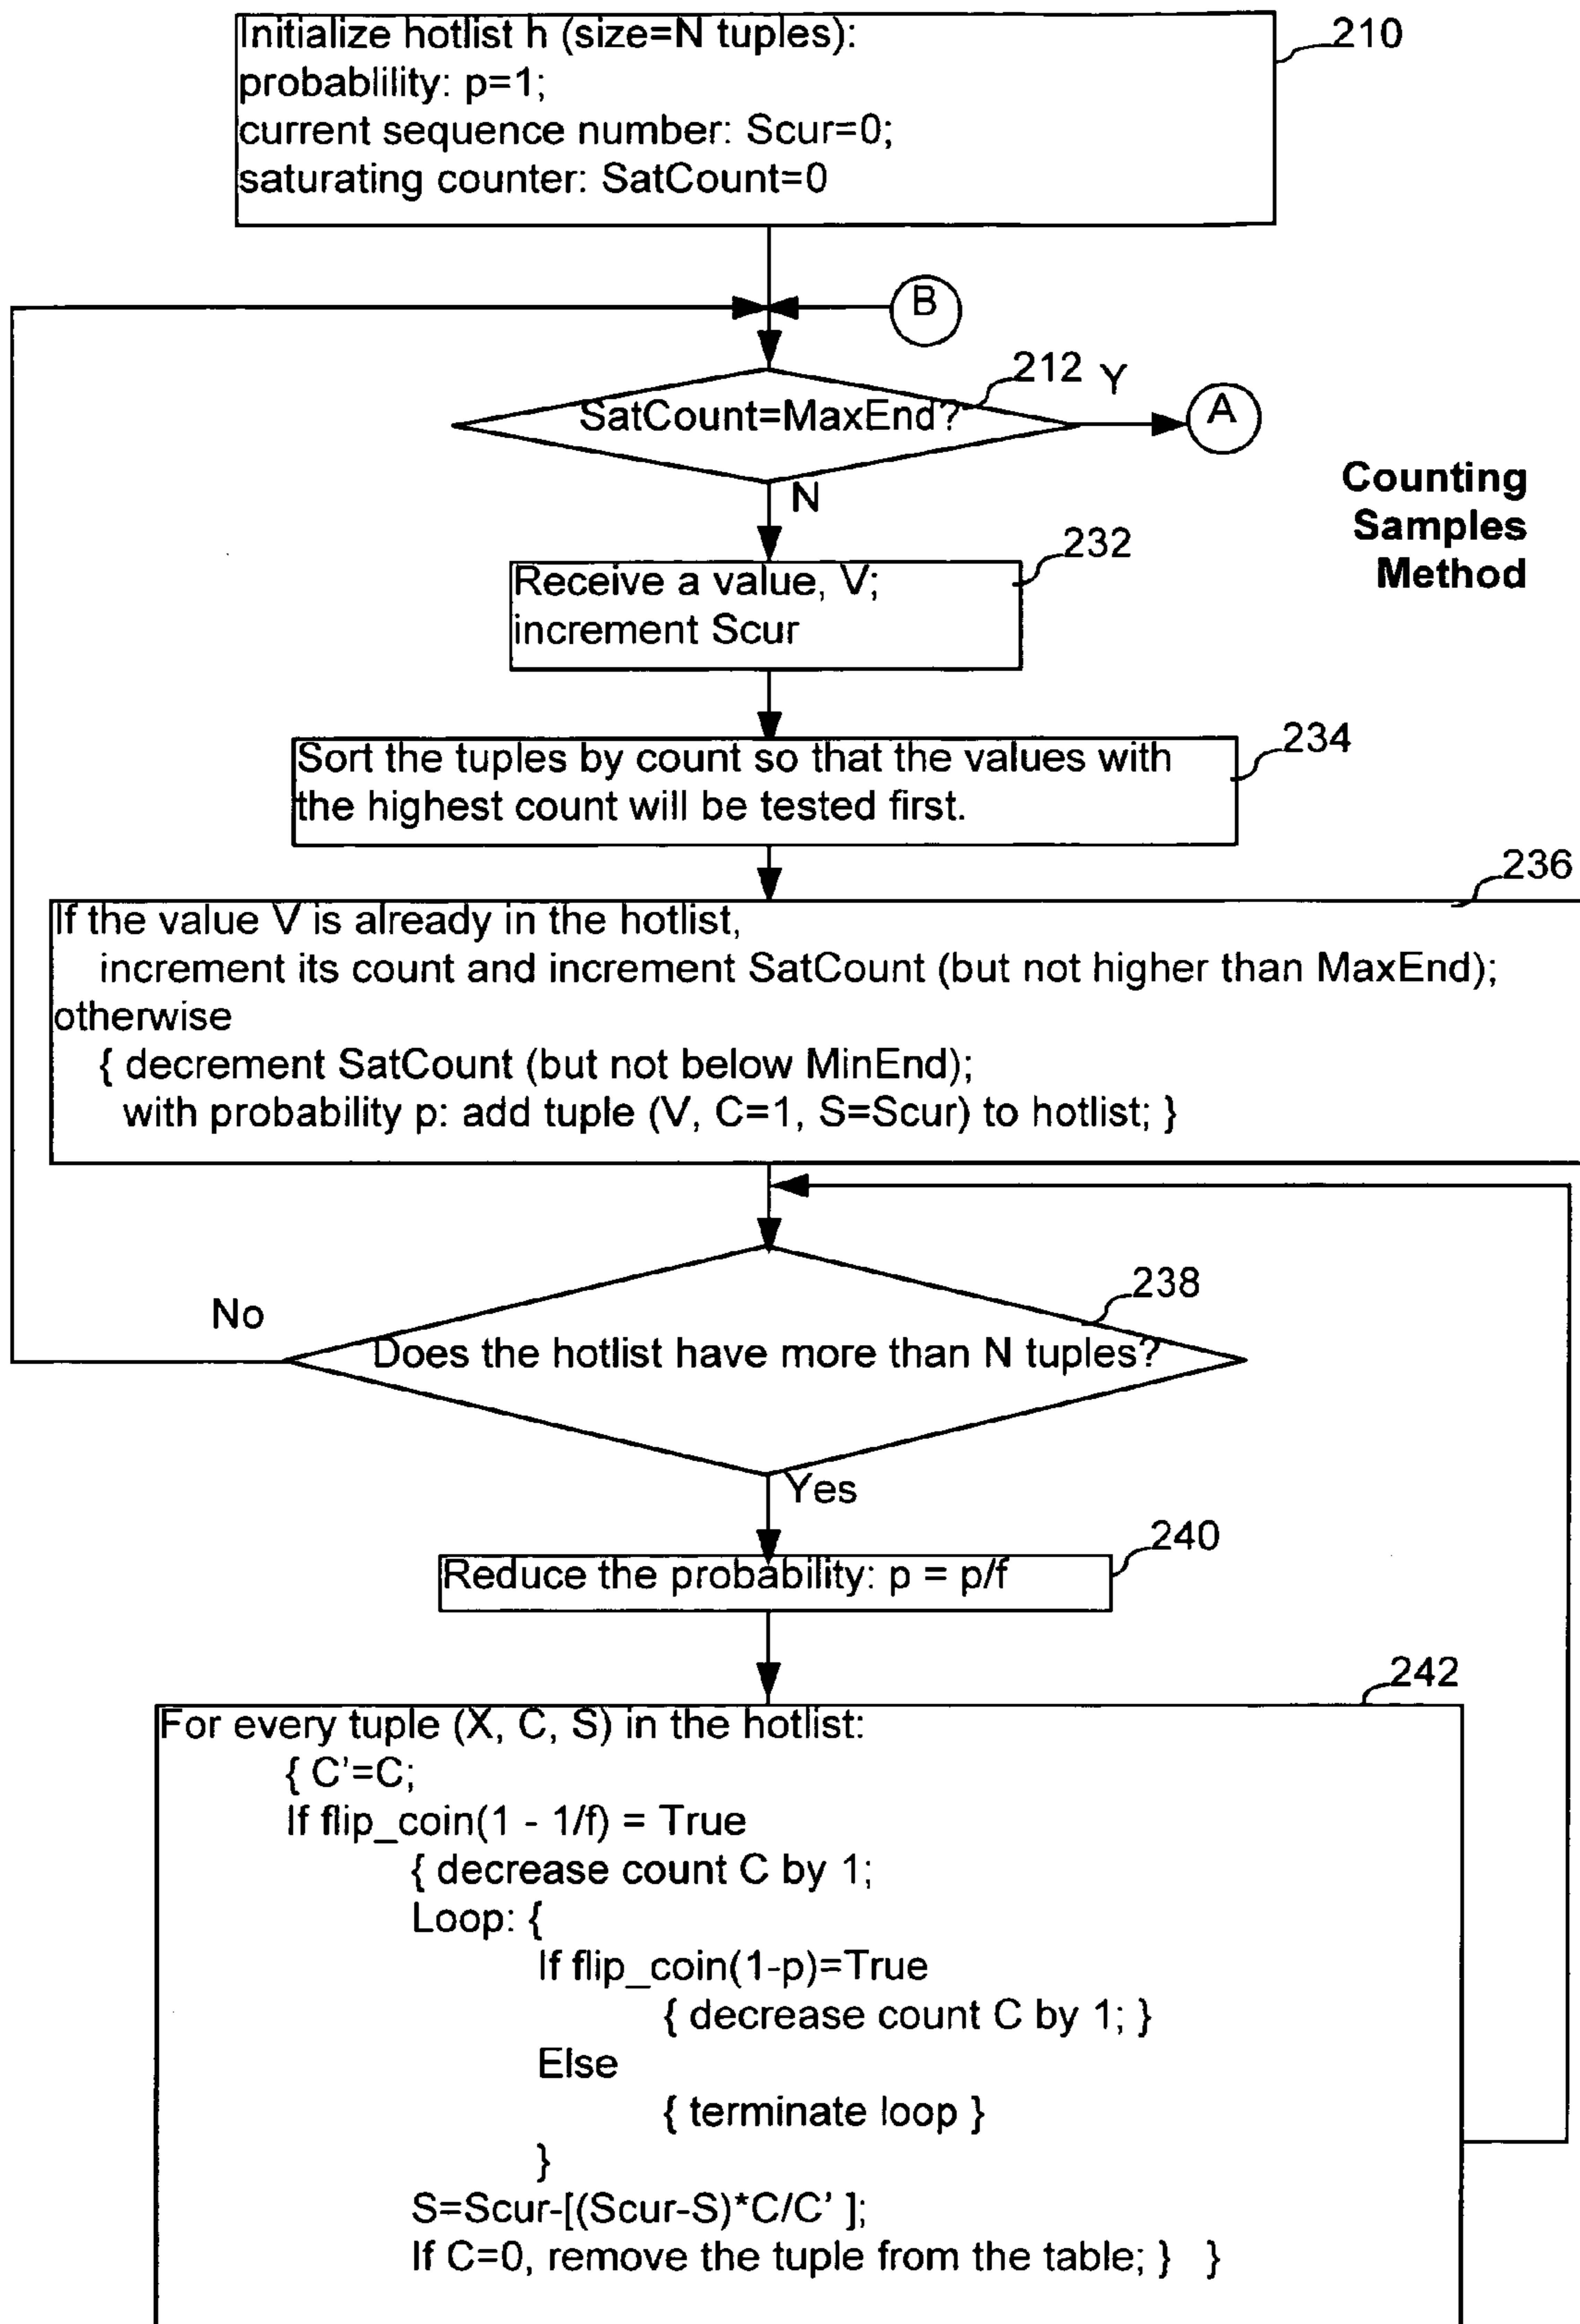 Initialize hotlist h (size=N tuples):
probablility: p=1;
current sequence number: Scur=0;
saturating counter: SatCount=0
210
B
212
Y
SatCount=MaxEnd?
A
N
Counting
Samples
Method
232
Receive a value, V;
increment Scur
234
Sort the tuples by count so that the values with
the highest count will be tested first.
236
If the value V is already in the hotlist,
increment its count and increment SatCount (but not higher than MaxEnd);
otherwise
{ decrement SatCount (but not below MinEnd);
with probability p: add tuple (V, C=1, S=Scur) to hotlist; }
238
No
Does the hotlist have more than N tuples?
Yes
240
Reduce the probability: p = p/f
242
For every tuple (X, C, S) in the hotlist:
{ C'=C;
If flip_coin(1 - 1/f) = True
{ decrease count C by 1;
Loop: {
If flip_coin(1-p)=True
{ decrease count C by 1; }
Else
{ terminate loop }
}
S=Scur-[(Scur-S)*C/C' ];
If C=0, remove the tuple from the table; } }